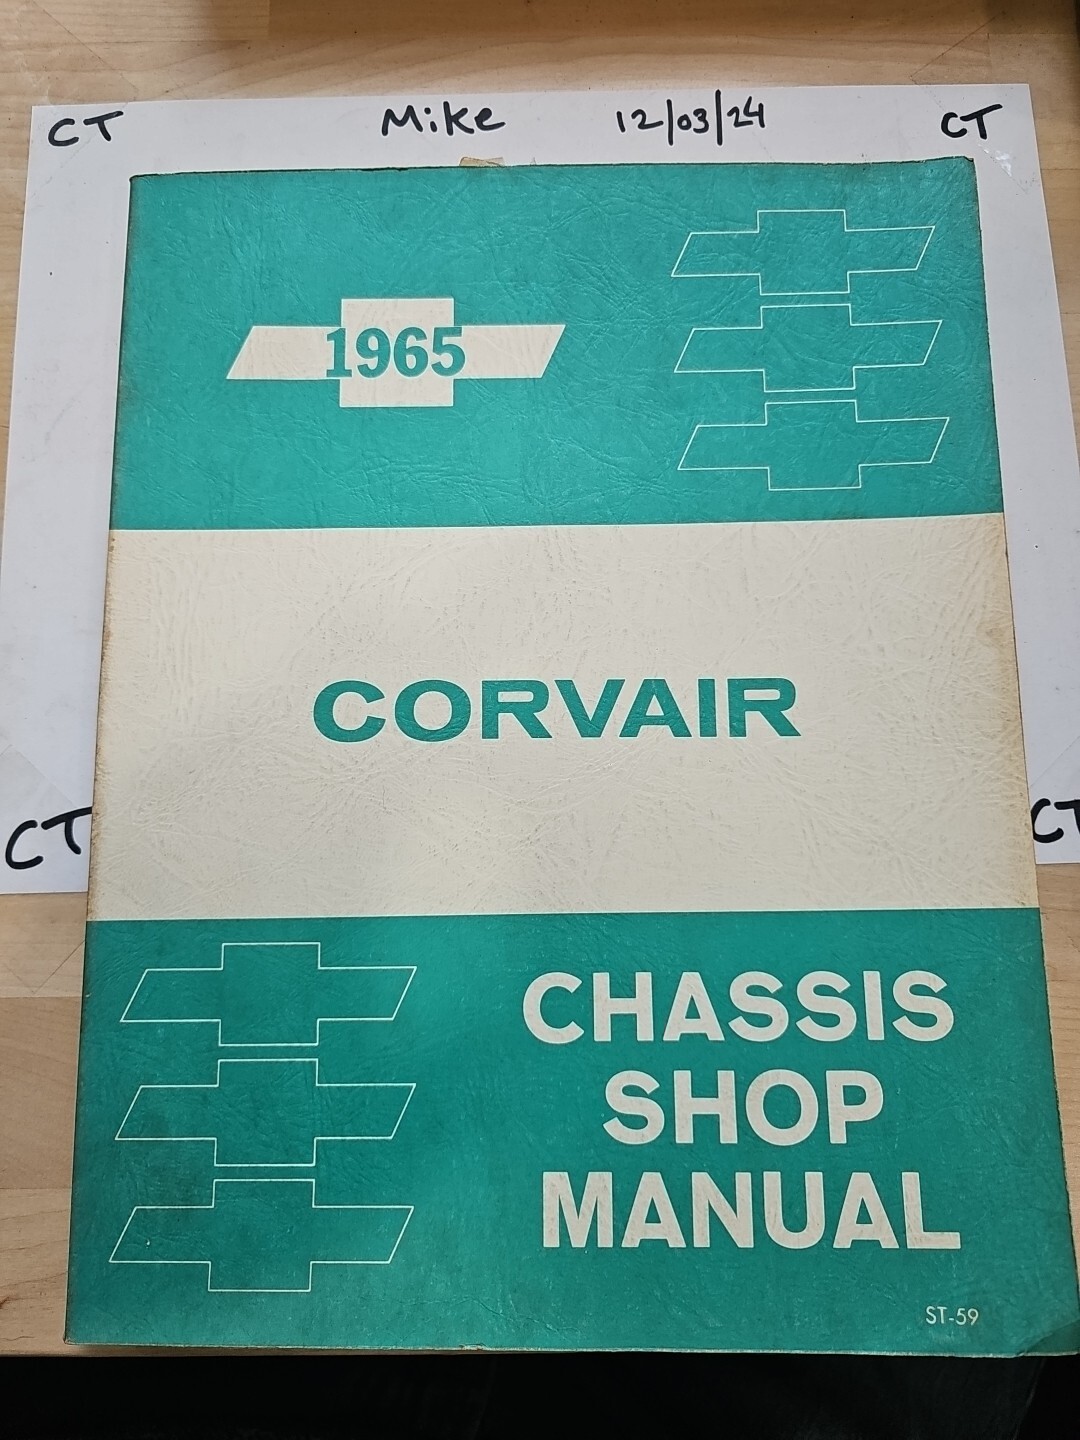 CT Mike 12/03/24 CT
1965
CORVAIR
CT CT
CHASSIS
SHOP
MANUAL
ST-59